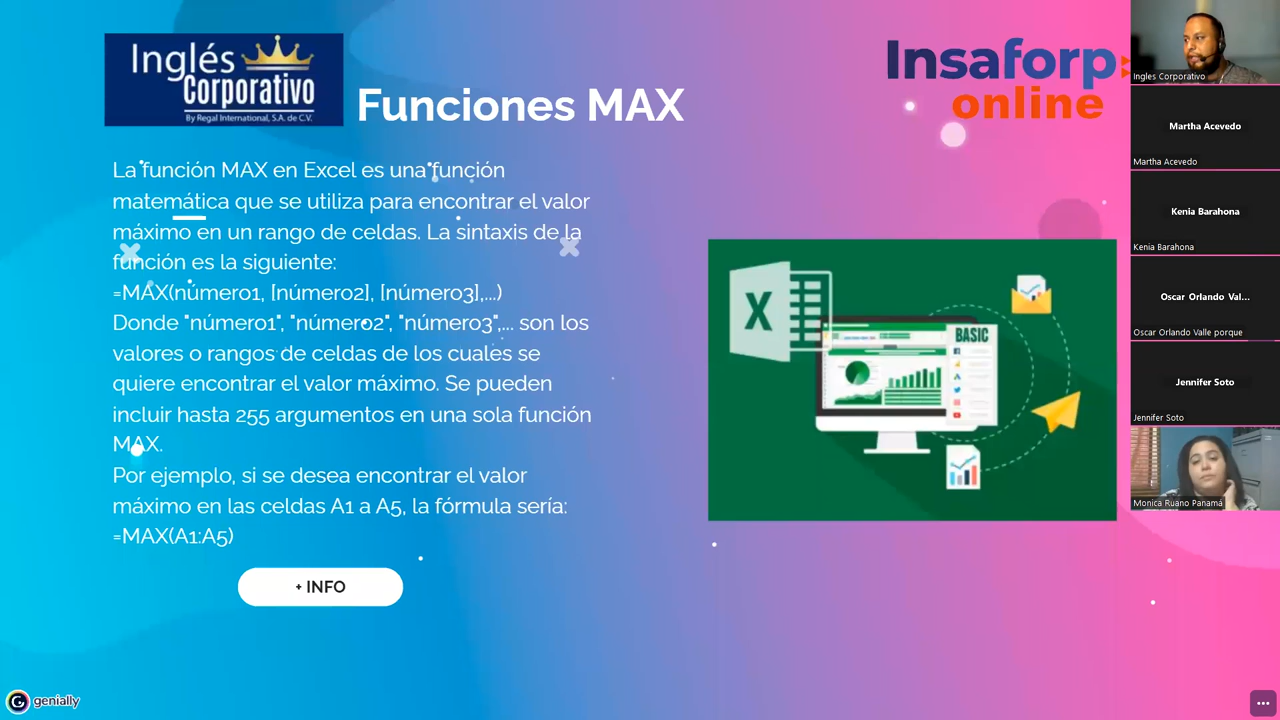 Inglés
Corporativo
By Regal International, S.A. de C.V.
Funciones MAX
Insaforp
online
La función MAX en Excel es una función
matemática que se utiliza para encontrar el valor
máximo en un rango de celdas. La sintaxis de la
función es la siguiente:
=MAX(número1, [número2], [número3],...)
Donde "número1", "número2", "número3",... son los
valores o rangos de celdas de los cuales se
quiere encontrar el valor máximo. Se pueden
incluir hasta 255 argumentos en una sola función
MAX.
Por ejemplo, si se desea encontrar el valor
máximo en las celdas A1 a A5, la fórmula sería:
=MAX(A1:A5)
+ INFO
X
BASIC
genially
Ingles Corporativo
Martha Acevedo
Martha Acevedo
Kenia Barahona
Kenia Barahona
Oscar Orlando Val...
Oscar Orlando Valle porque
Jennifer Soto
Jennifer Soto
Monica Ruano Panamá